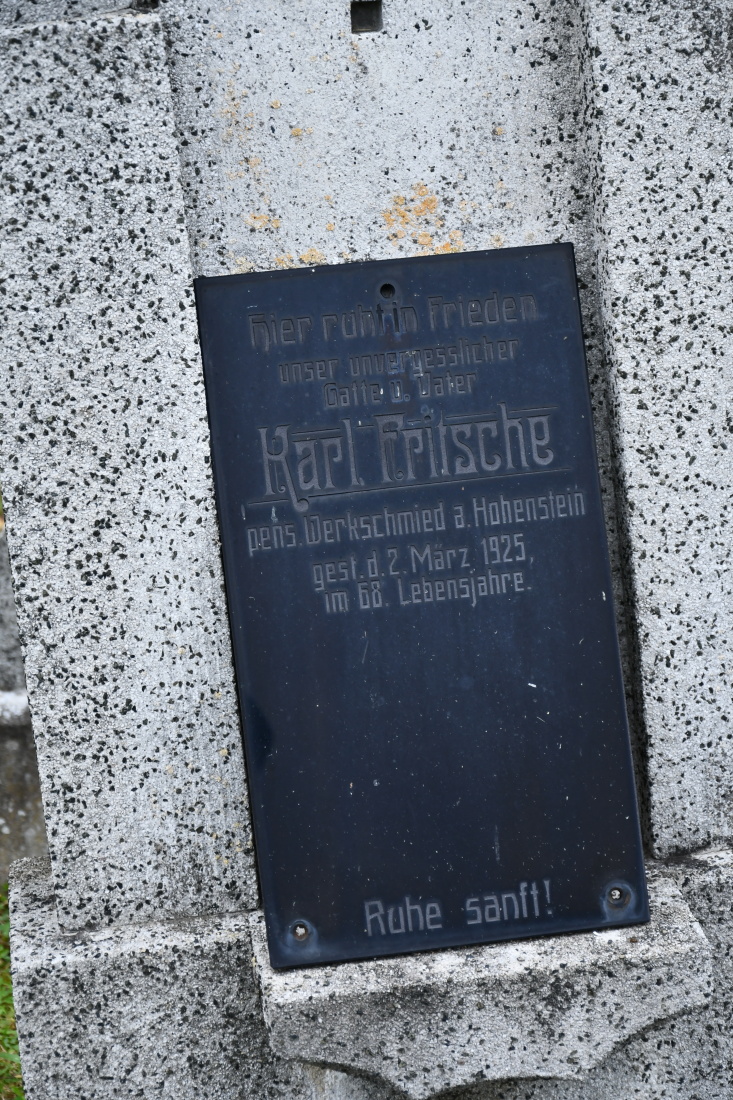 Hier ruht in Frieden
unser unvergesslicher
Gatte u. Vater
Karl Fritsche
pens. Werkschmied a. Hohenstein
gest. d. 2. März 1925,
im 68. Lebensjahre.
Ruhe sanft!